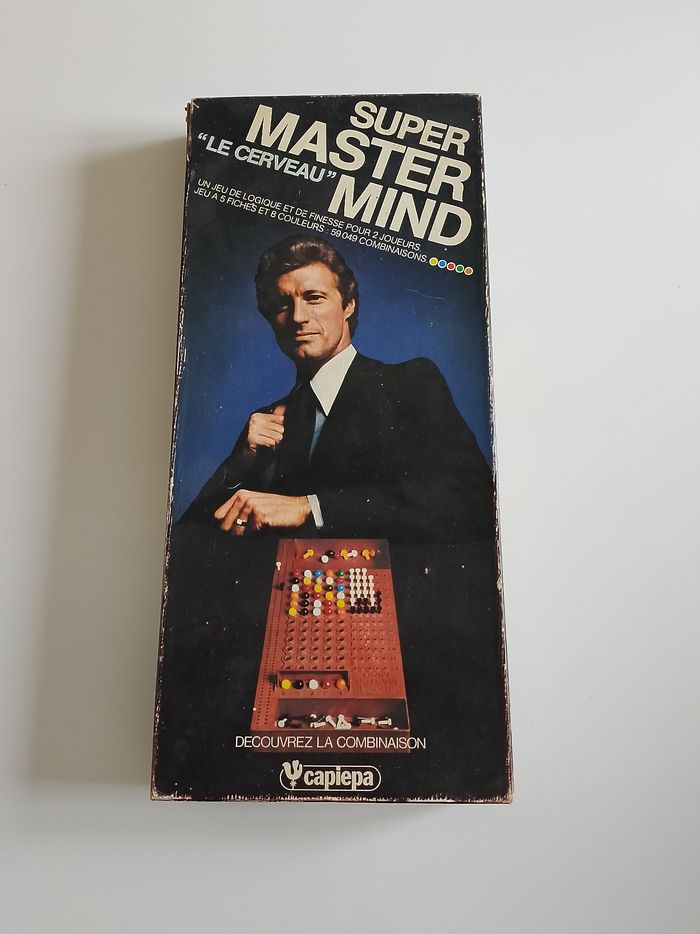 SUPER
MASTER
MIND
"LE CERVEAU"
UN JEU DE LOGIQUE ET DE FINESSE POUR 2 JOUEURS
JEU A 5 FICHES ET 8 COULEURS : 59 049 COMBINAISONS.
DECOUVREZ LA COMBINAISON
capiepa